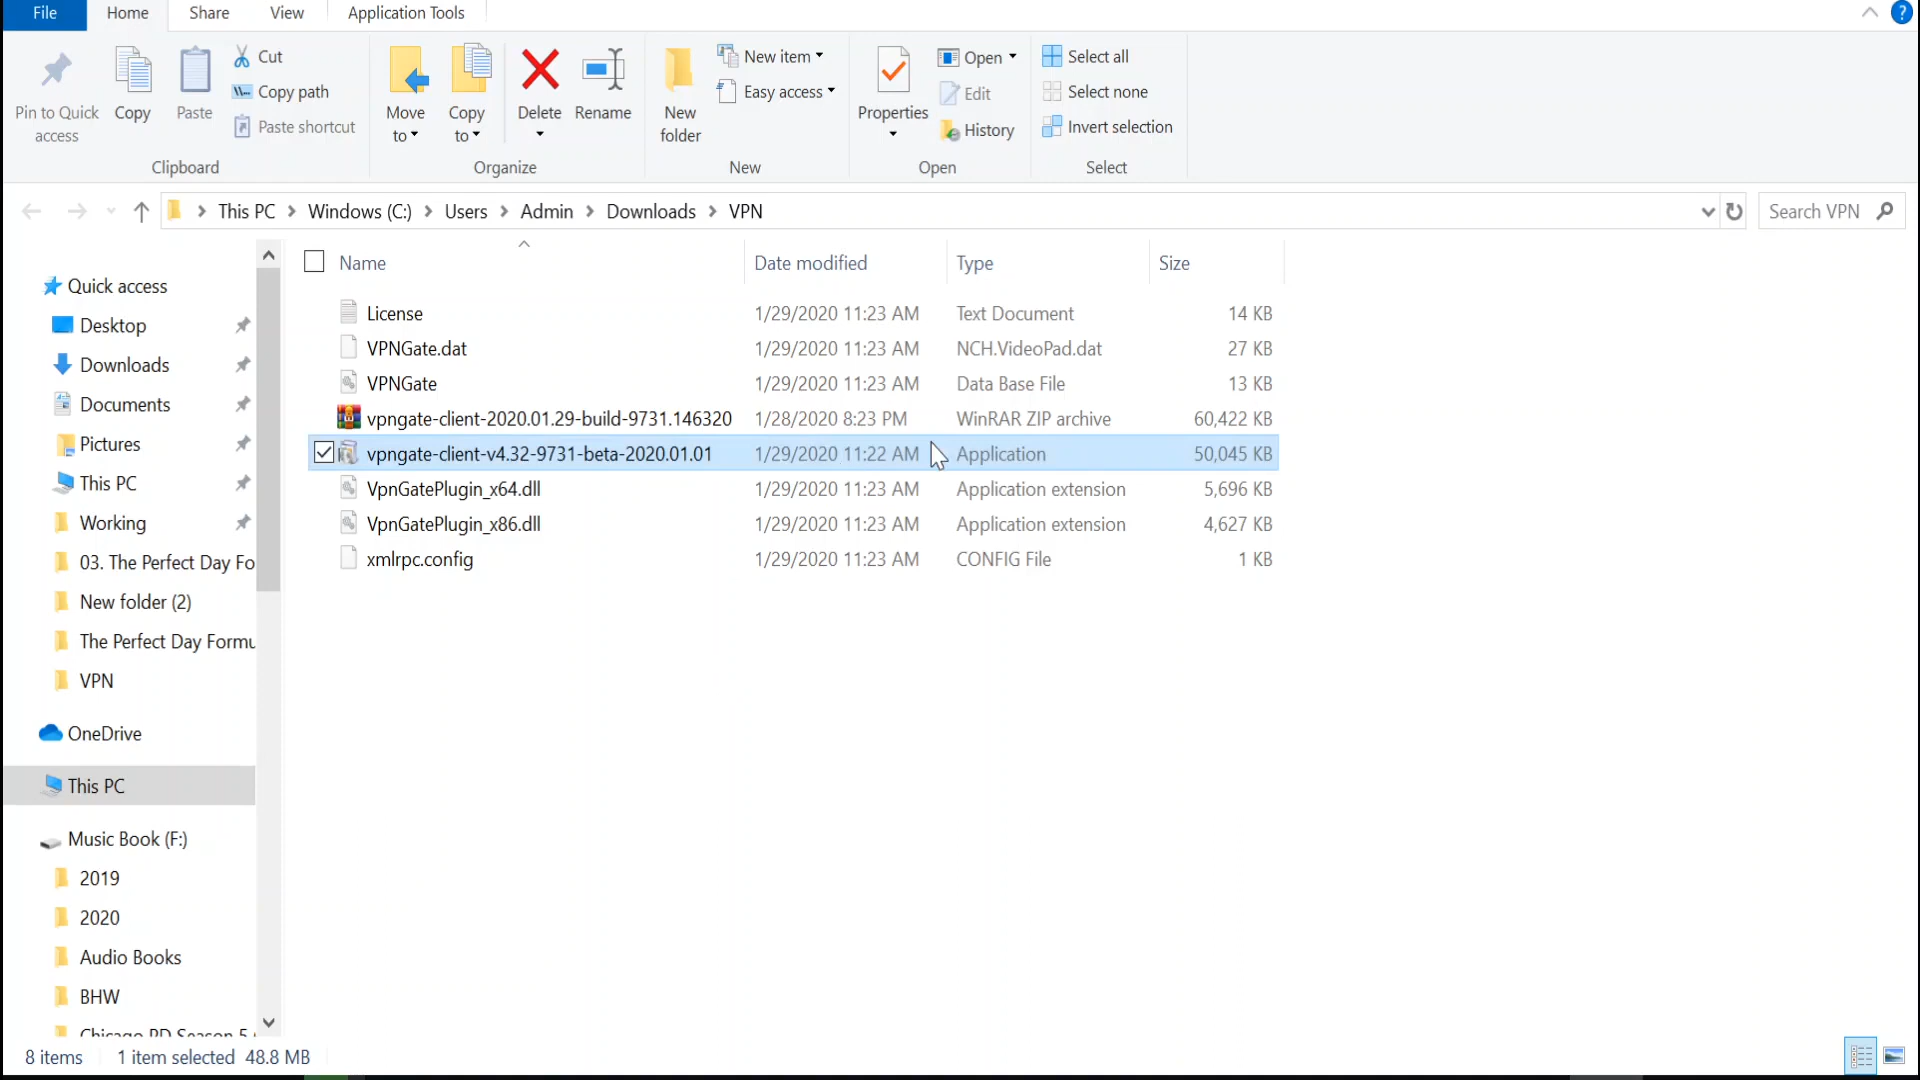 File Home Share View Application Tools
Pin to Quick access
Copy
Paste
Cut
Copy path
Paste shortcut
Clipboard
Move to
Copy to
Delete
Rename
Organize
New folder
New item
Easy access
New
Properties
Open
Edit
History
Open
Select all
Select none
Invert selection
Select
This PC Windows (C:) Users Admin Downloads VPN
Search VPN
Quick access
Desktop
Downloads
Documents
Pictures
This PC
Working
03. The Perfect Day Fo
New folder (2)
The Perfect Day Formu
VPN
OneDrive
This PC
Music Book (F:)
2019
2020
Audio Books
BHW
Chicago PD Season 5
Name Date modified Type Size
License 1/29/2020 11:23 AM Text Document 14 KB
VPNGate.dat 1/29/2020 11:23 AM NCH.VideoPad.dat 27 KB
VPNGate 1/29/2020 11:23 AM Data Base File 13 KB
vpngate-client-2020.01.29-build-9731.146320 1/28/2020 8:23 PM WinRAR ZIP archive 60,422 KB
vpngate-client-v4.32-9731-beta-2020.01.01 1/29/2020 11:22 AM Application 50,045 KB
VpnGatePlugin_x64.dll 1/29/2020 11:23 AM Application extension 5,696 KB
VpnGatePlugin_x86.dll 1/29/2020 11:23 AM Application extension 4,627 KB
xmlrpc.config 1/29/2020 11:23 AM CONFIG File 1 KB
8 items 1 item selected 48.8 MB